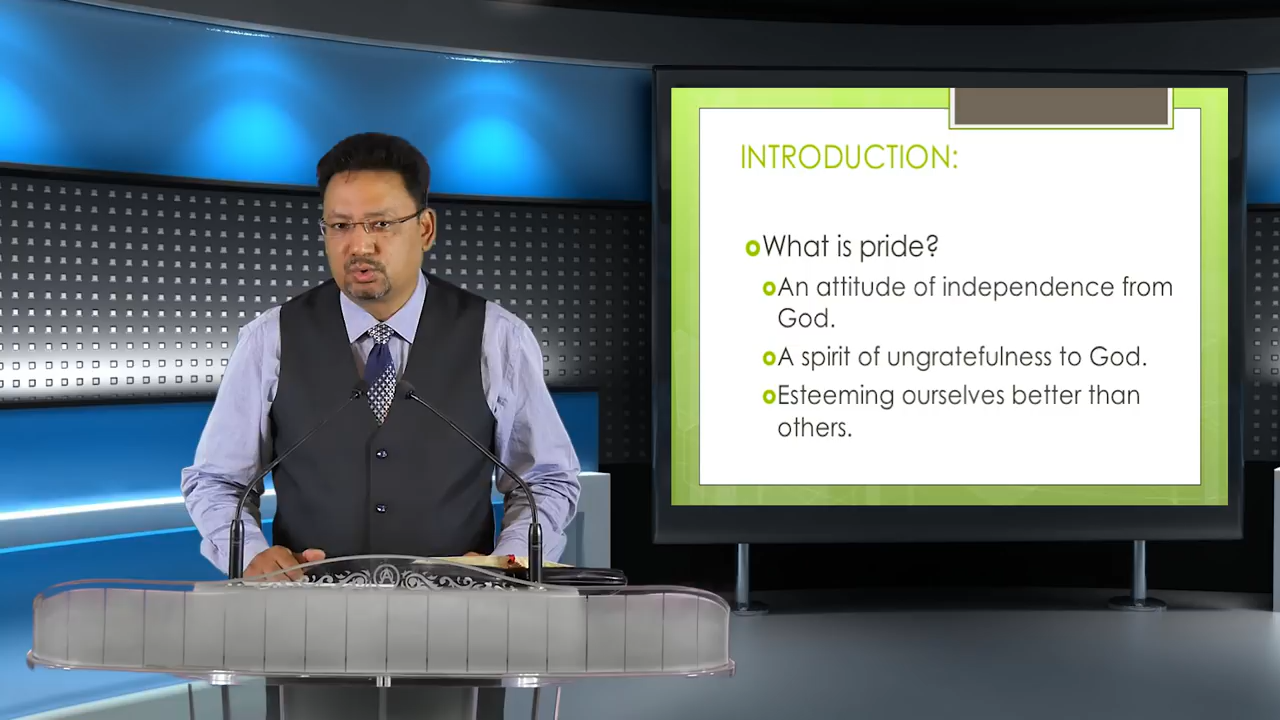 INTRODUCTION:
What is pride?
An attitude of independence from
God.
A spirit of ungratefulness to God.
Esteeming ourselves better than
others.